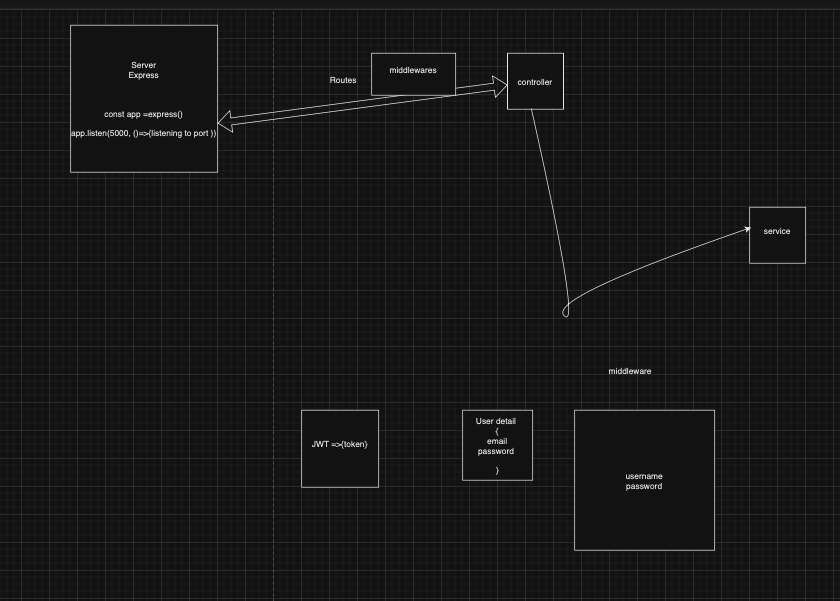 Server
Express
const app =express()
app.listen(5000, ()=>(listening to port ))
Routes
middlewares
controller
service
middleware
JWT =>{token}
User detail
{
email
password
}
username
password